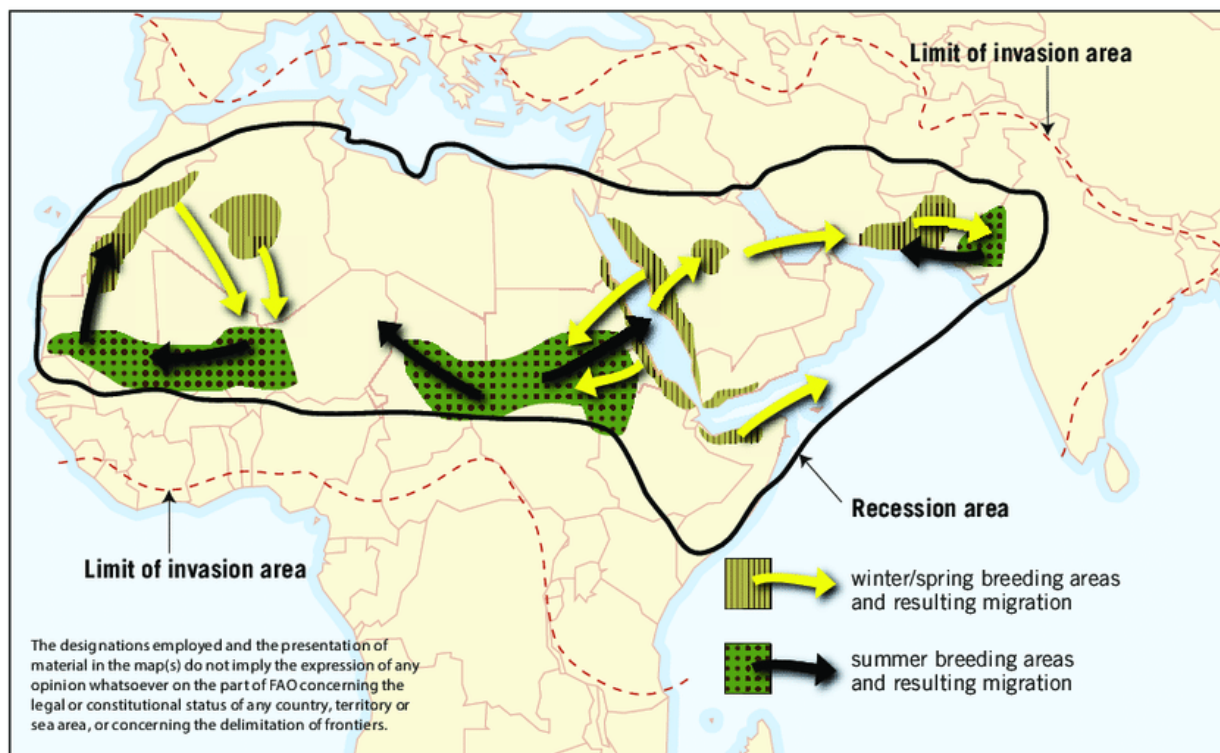 Limit of invasion area
Recession area
Limit of invasion area
winter/spring breeding areas
and resulting migration
summer breeding areas
and resulting migration
The designations employed and the presentation of
material in the map(s) do not imply the expression of any
opinion whatsoever on the part of FAO concerning the
legal or constitutional status of any country, territory or
sea area, or concerning the delimitation of frontiers.